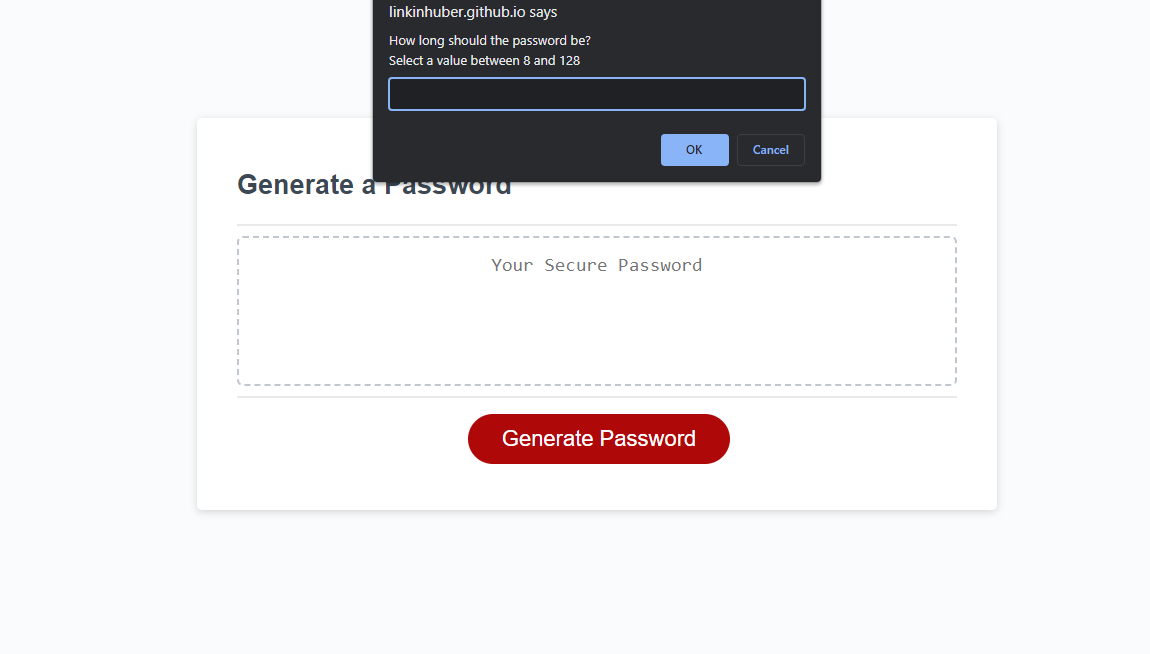 linkinhuber.github.io says
How long should the password be?
Select a value between 8 and 128
OK
Cancel
Generate a Password
Your Secure Password
Generate Password